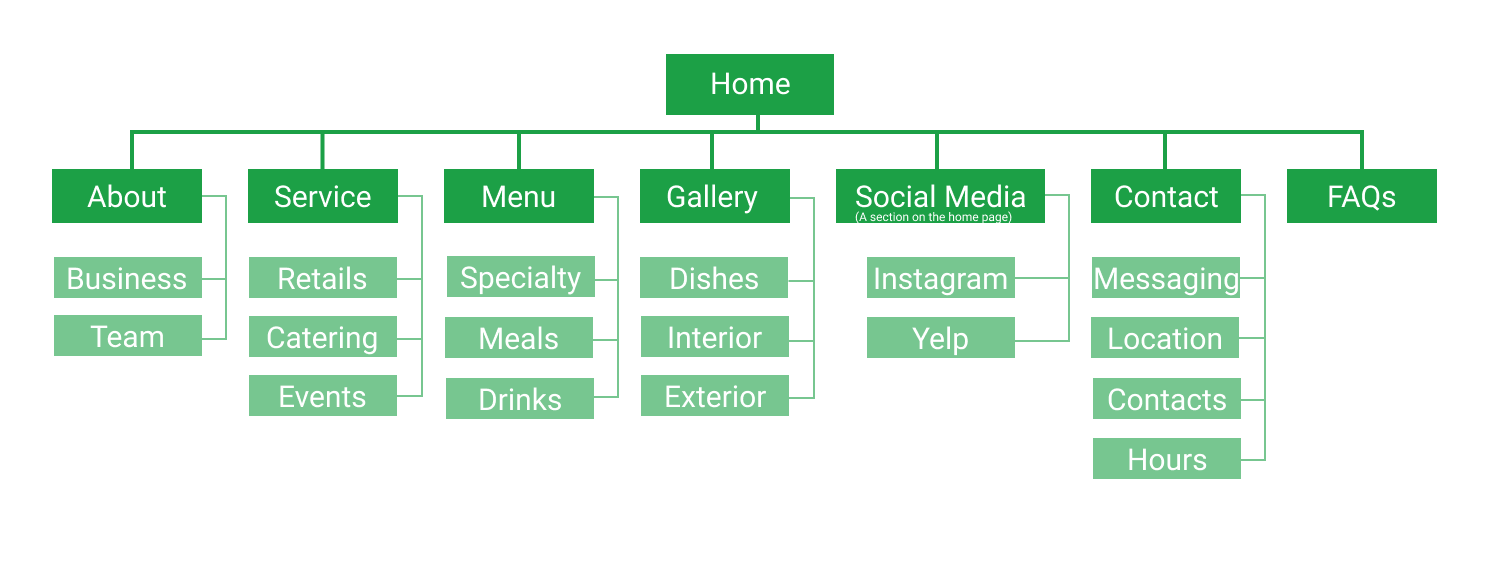 Home
About
Service
Menu
Gallery
Social Media
(A section on the home page)
Contact
FAQs
Business
Team
Retails
Catering
Events
Specialty
Meals
Drinks
Dishes
Interior
Exterior
Instagram
Yelp
Messaging
Location
Contacts
Hours